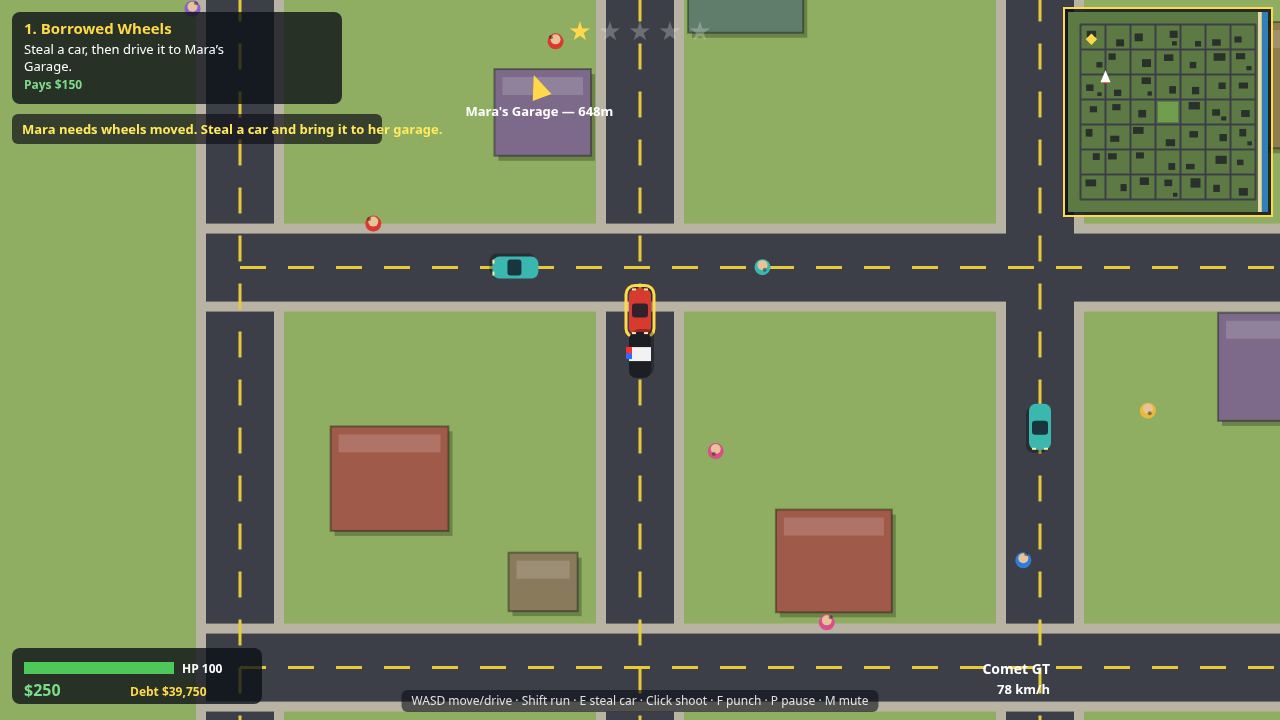 1. Borrowed Wheels
Steal a car, then drive it to Mara's
Garage.
Pays $150
Mara needs wheels moved. Steal a car and bring it to her garage.
Mara's Garage — 648m
HP 100
$250
Debt $39,750
WASD move/drive · Shift run · E steal car · Click shoot · F punch · P pause · M mute
Comet GT
78 km/h